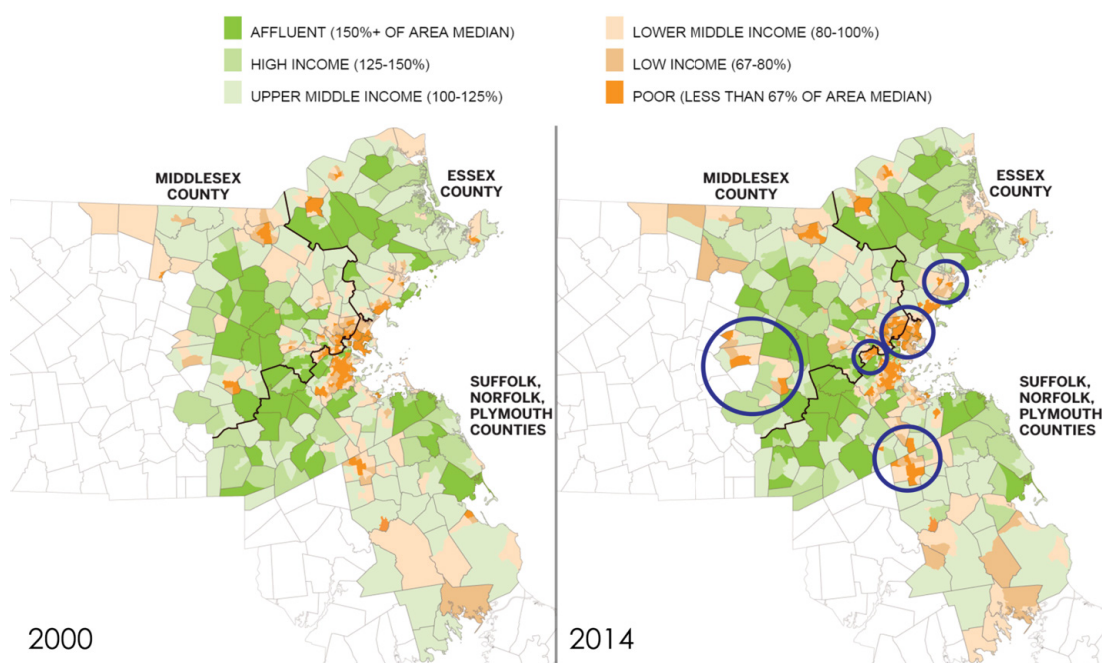 AFFLUENT (150%+ OF AREA MEDIAN)
HIGH INCOME (125-150%)
UPPER MIDDLE INCOME (100-125%)
LOWER MIDDLE INCOME (80-100%)
LOW INCOME (67-80%)
POOR (LESS THAN 67% OF AREA MEDIAN)
MIDDLESEX
COUNTY
ESSEX
COUNTY
SUFFOLK,
NORFOLK,
PLYMOUTH
COUNTIES
2000
MIDDLESEX
COUNTY
ESSEX
COUNTY
SUFFOLK,
NORFOLK,
PLYMOUTH
COUNTIES
2014